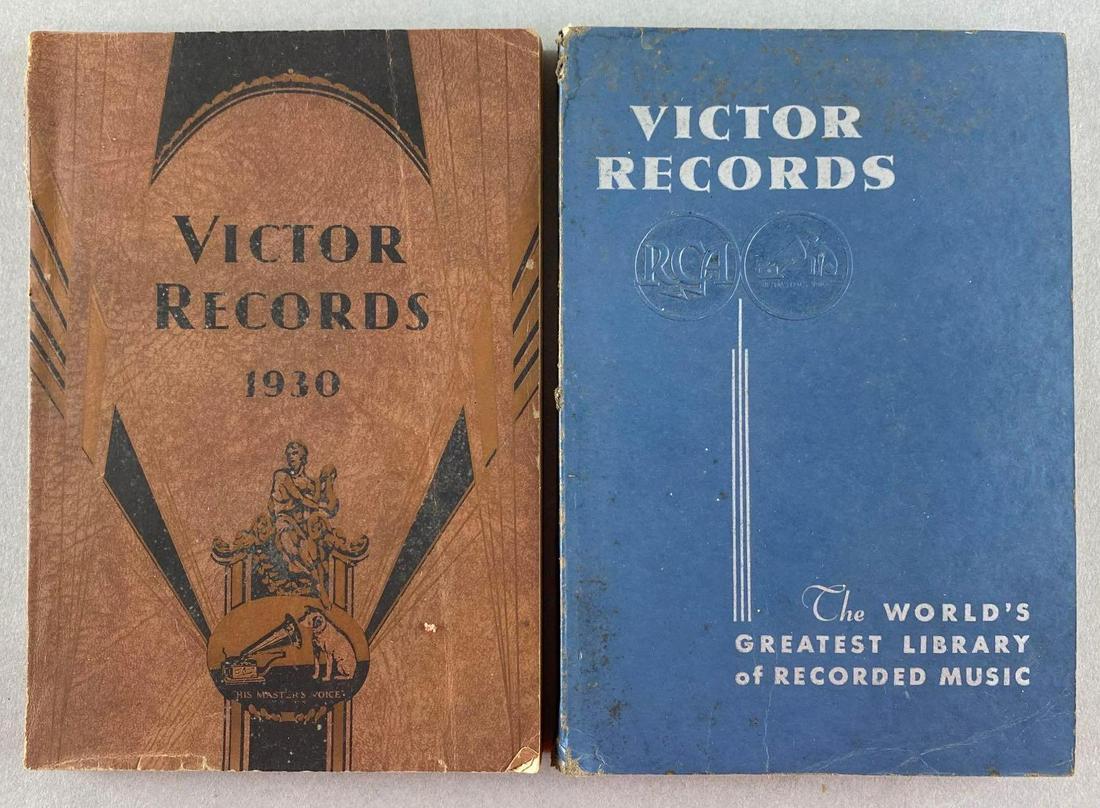 VICTOR
RECORDS
1930
"HIS MASTER'S VOICE"
VICTOR
RECORDS
RCA
The WORLD'S
GREATEST LIBRARY
of RECORDED MUSIC